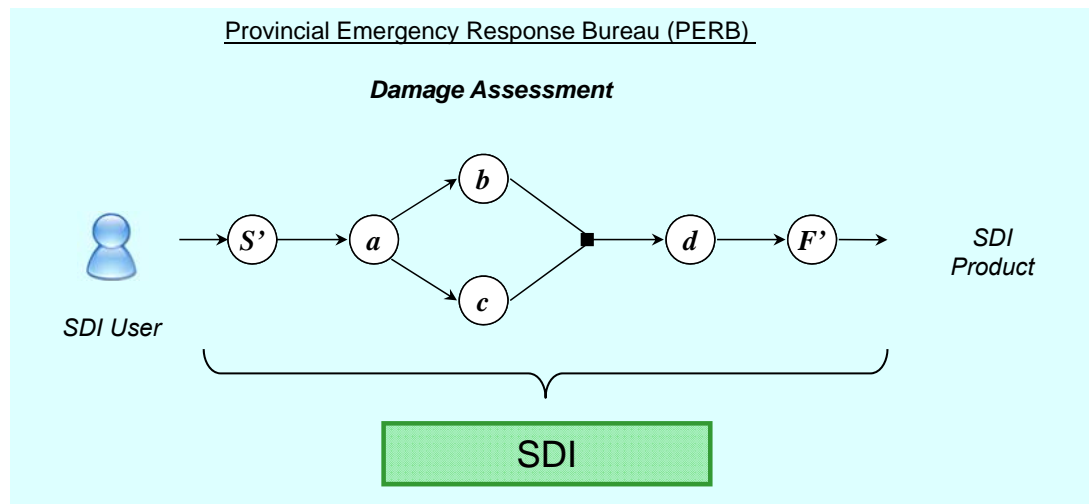 Provincial Emergency Response Bureau (PERB)
Damage Assessment
b
S’
a
d
F’
c
SDI User
SDI
Product
SDI